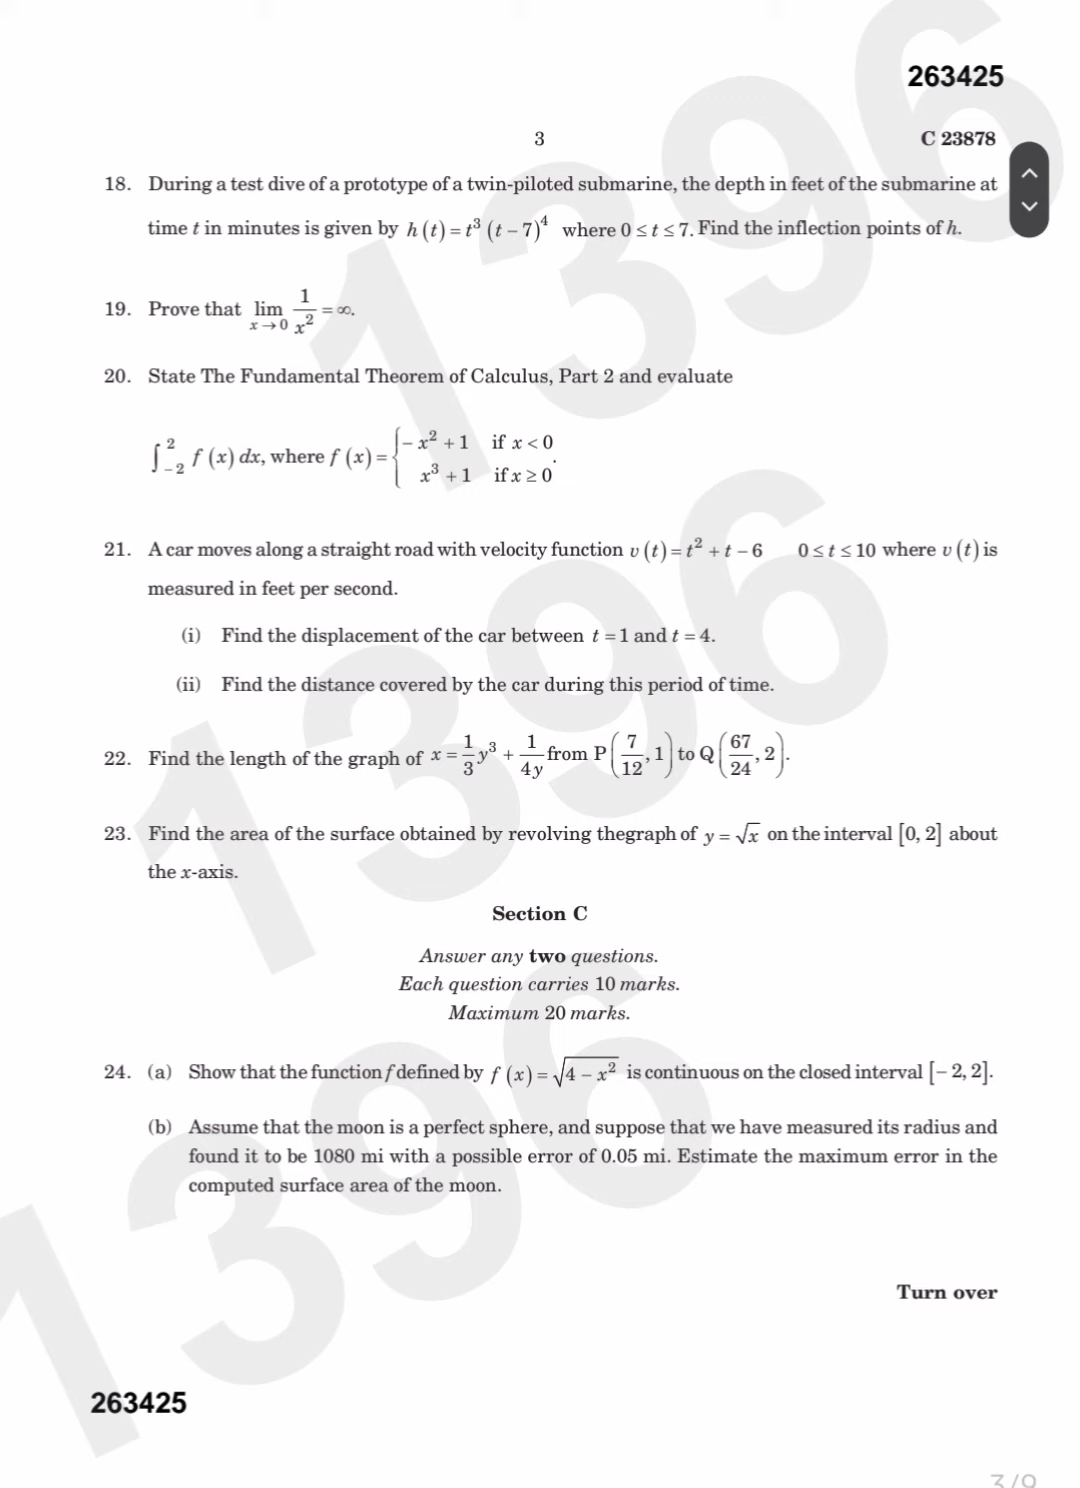 263425
3
C 23878
18. During a test dive of a prototype of a twin-piloted submarine, the depth in feet of the submarine at
time t in minutes is given by h (t) = t³ (t – 7)⁴ where 0 ≤ t ≤ 7. Find the inflection points of h.
19. Prove that lim x → 0 1/x² = ∞.
20. State The Fundamental Theorem of Calculus, Part 2 and evaluate
∫₋₂² f (x) dx, where f (x) = { – x² + 1 if x < 0
x³ + 1 if x ≥ 0 .
21. A car moves along a straight road with velocity function υ (t) = t² + t – 6 0 ≤ t ≤ 10 where υ (t) is
measured in feet per second.
(i) Find the displacement of the car between t = 1 and t = 4.
(ii) Find the distance covered by the car during this period of time.
22. Find the length of the graph of x = 1/3 y³ + 1/4y from P (7/12, 1) to Q (67/24, 2).
23. Find the area of the surface obtained by revolving thegraph of y = √x on the interval [0, 2] about
the x-axis.
Section C
Answer any two questions.
Each question carries 10 marks.
Maximum 20 marks.
24. (a) Show that the function f defined by f (x) = √(4 – x²) is continuous on the closed interval [– 2, 2].
(b) Assume that the moon is a perfect sphere, and suppose that we have measured its radius and
found it to be 1080 mi with a possible error of 0.05 mi. Estimate the maximum error in the
computed surface area of the moon.
Turn over
263425
1396
1396
1396